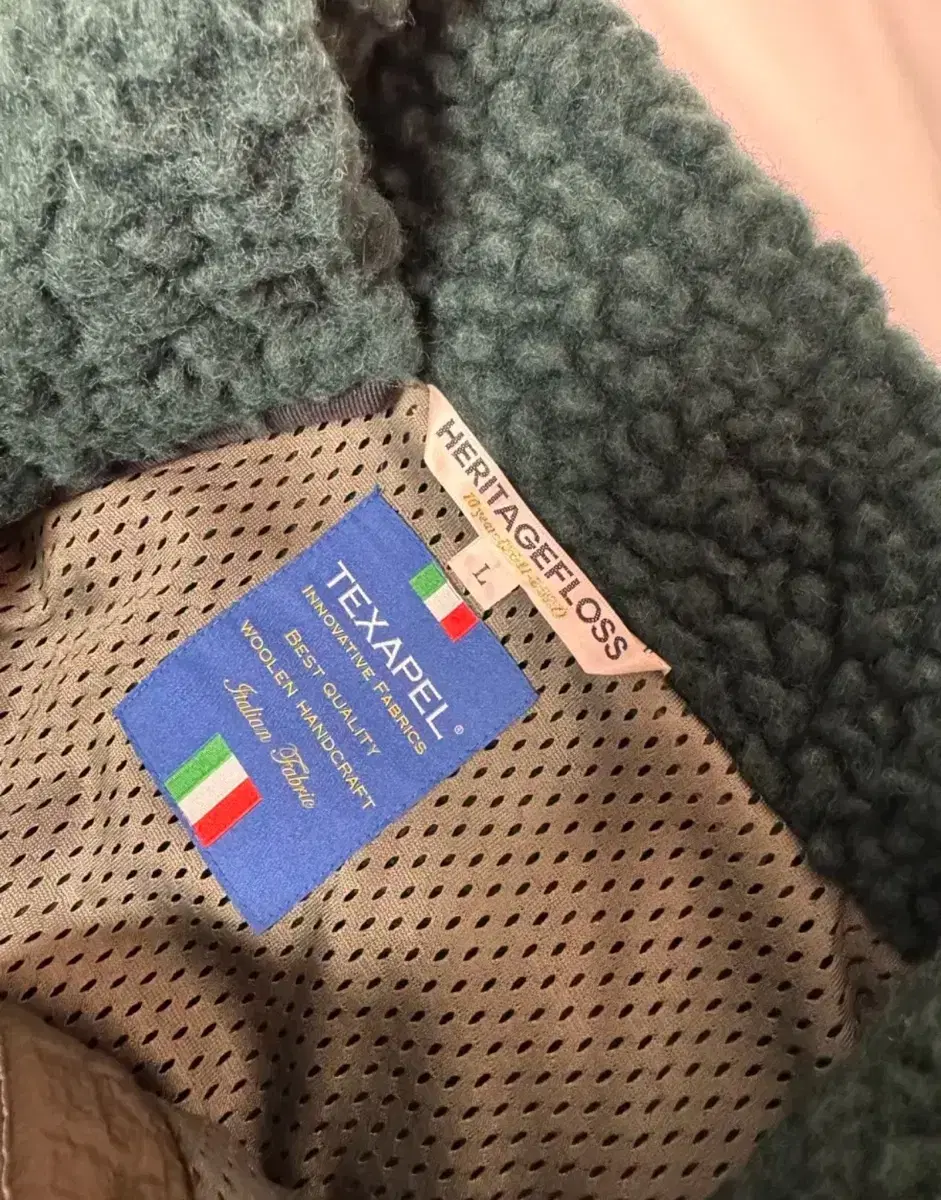 HERITAGEFLOSS
L
TEXAPEL®
INNOVATIVE FABRICS
BEST QUALITY
WOOLEN HANDCRAFT
Italian Fabric